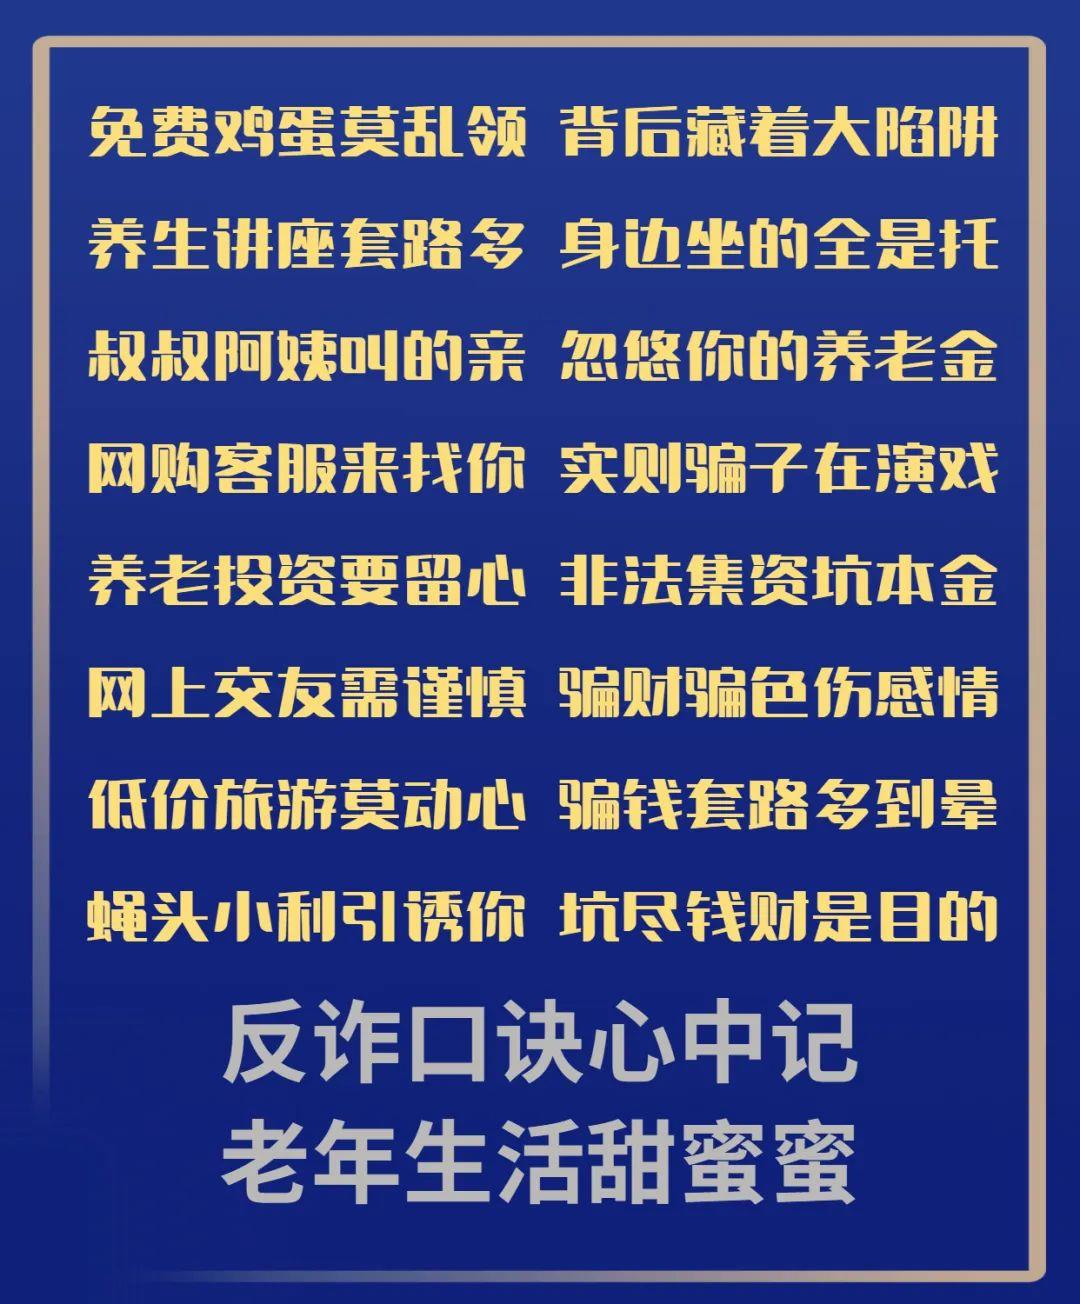 免费鸡蛋莫乱领 背后藏着大陷阱
养生讲座套路多 身边坐的全是托
叔叔阿姨叫的亲 忽悠你的养老金
网购客服来找你 实则骗子在演戏
养老投资要留心 非法集资坑本金
网上交友需谨慎 骗财骗色伤感情
低价旅游莫动心 骗钱套路多到晕
蝇头小利引诱你 坑尽钱财是目的
反诈口诀心中记
老年生活甜蜜蜜